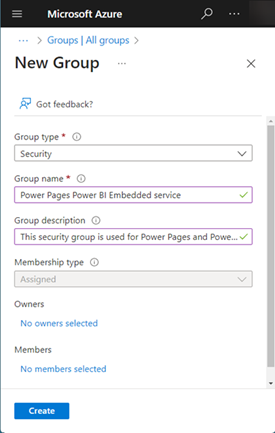 Microsoft Azure
··· > Groups | All groups >
New Group ···
Got feedback?
Group type *
Security
Group name *
Power Pages Power BI Embedded service
Group description
This security group is used for Power Pages and Powe...
Membership type
Assigned
Owners
No owners selected
Members
No members selected
Create